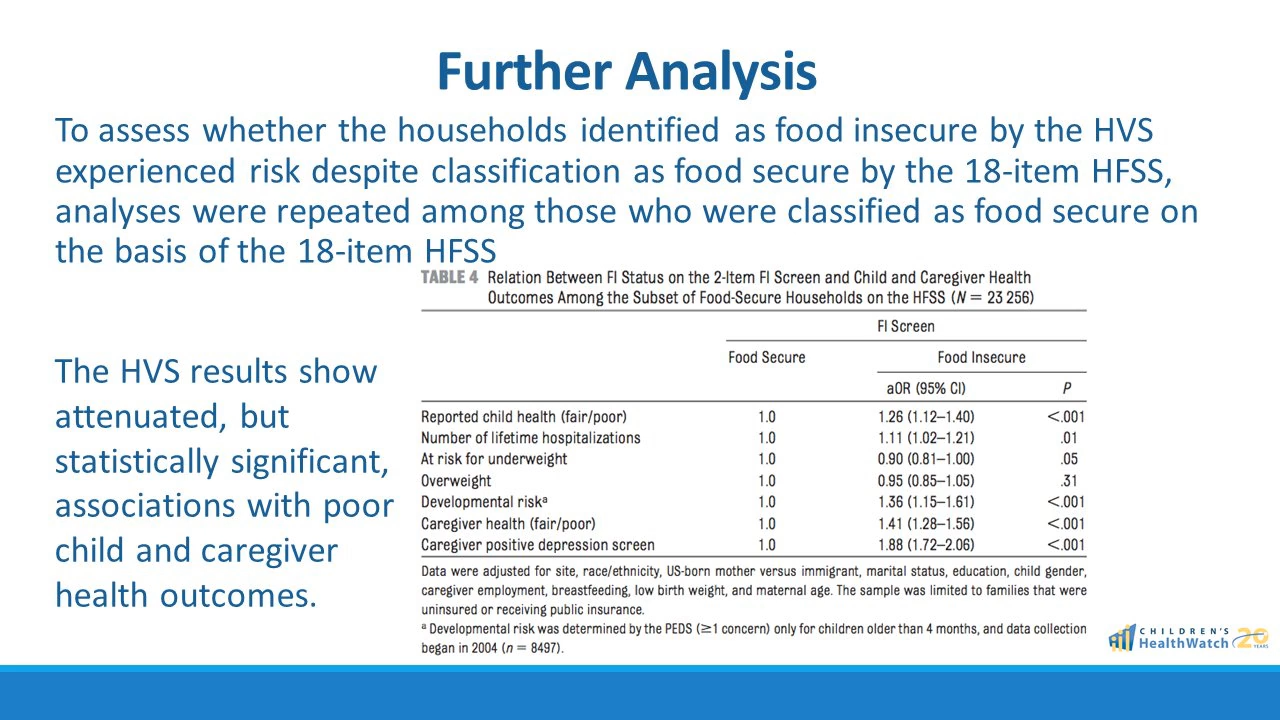 Further Analysis
To assess whether the households identified as food insecure by the HVS
experienced risk despite classification as food secure by the 18-item HFSS,
analyses were repeated among those who were classified as food secure on
the basis of the 18-item HFSS
The HVS results show
attenuated, but
statistically significant,
associations with poor
child and caregiver
health outcomes.
TABLE 4 Relation Between FI Status on the 2-Item FI Screen and Child and Caregiver Health
Outcomes Among the Subset of Food-Secure Households on the HFSS (N = 23 256)
FI Screen
Food Secure Food Insecure
aOR (95% CI) P
Reported child health (fair/poor) 1.0 1.26 (1.12–1.40) <.001
Number of lifetime hospitalizations 1.0 1.11 (1.02–1.21) .01
At risk for underweight 1.0 0.90 (0.81–1.00) .05
Overweight 1.0 0.95 (0.85–1.05) .31
Developmental riskª 1.0 1.36 (1.15–1.61) <.001
Caregiver health (fair/poor) 1.0 1.41 (1.28–1.56) <.001
Caregiver positive depression screen 1.0 1.88 (1.72–2.06) <.001
Data were adjusted for site, race/ethnicity, US-born mother versus immigrant, marital status, education, child gender,
caregiver employment, breastfeeding, low birth weight, and maternal age. The sample was limited to families that were
uninsured or receiving public insurance.
ª Developmental risk was determined by the PEDS (≥1 concern) only for children older than 4 months, and data collection
began in 2004 (n = 8497).
CHILDREN'S
HealthWatch
20
YEARS